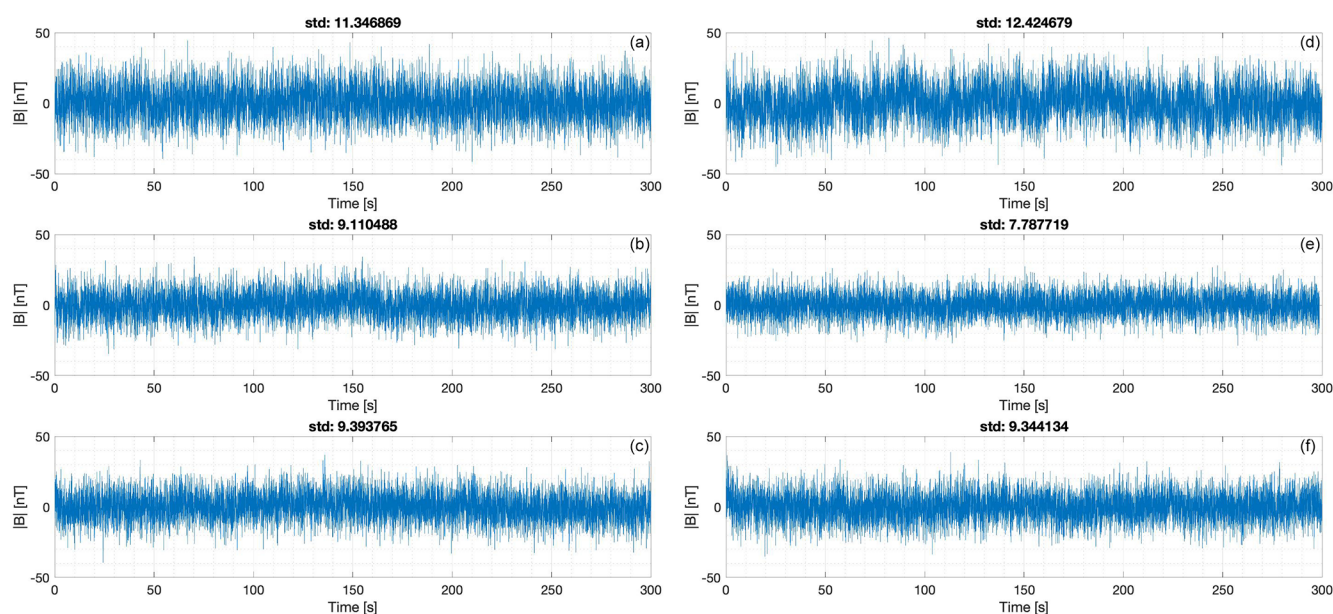 std: 11.346869
(a)
50
0
-50
|B| [nT]
0 50 100 150 200 250 300
Time [s]
std: 9.110488
(b)
50
0
-50
|B| [nT]
0 50 100 150 200 250 300
Time [s]
std: 9.393765
(c)
50
0
-50
|B| [nT]
0 50 100 150 200 250 300
Time [s]
std: 12.424679
(d)
50
0
-50
|B| [nT]
0 50 100 150 200 250 300
Time [s]
std: 7.787719
(e)
50
0
-50
|B| [nT]
0 50 100 150 200 250 300
Time [s]
std: 9.344134
(f)
50
0
-50
|B| [nT]
0 50 100 150 200 250 300
Time [s]